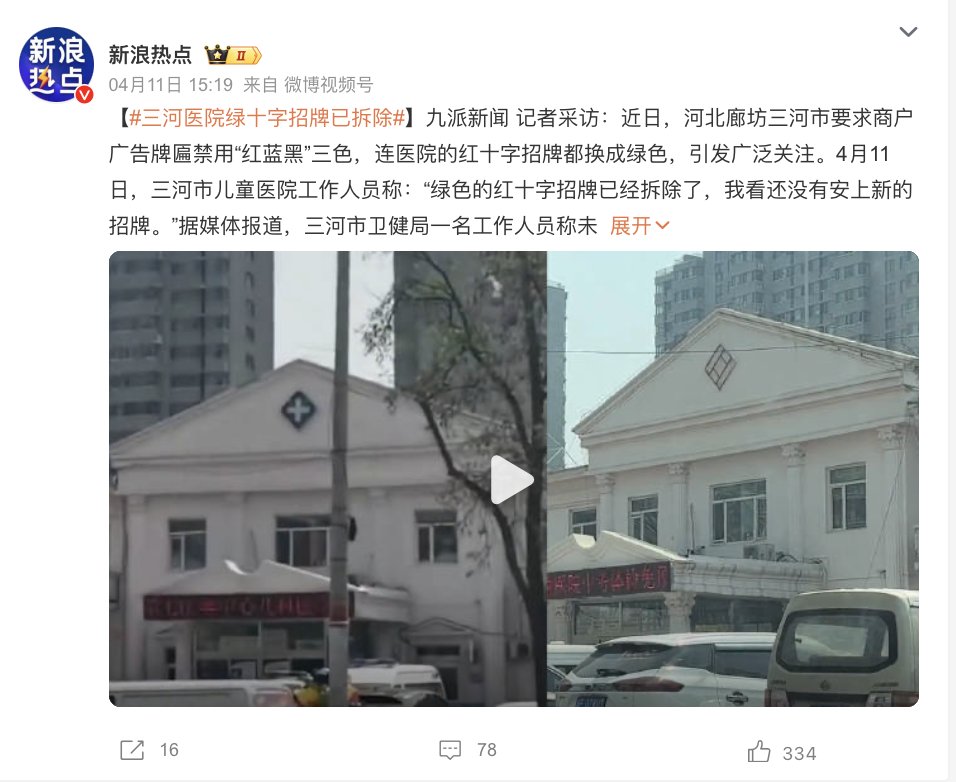 新浪
热点
新浪热点
II
04月11日 15:19 来自 微博视频号
【#三河医院绿十字招牌已拆除#】九派新闻 记者采访：近日，河北廊坊三河市要求商户
广告牌匾禁用“红蓝黑”三色，连医院的红十字招牌都换成绿色，引发广泛关注。4月11
日，三河市儿童医院工作人员称：“绿色的红十字招牌已经拆除了，我看还没有安上新的
招牌。”据媒体报道，三河市卫健局一名工作人员称未 展开
16
78
334